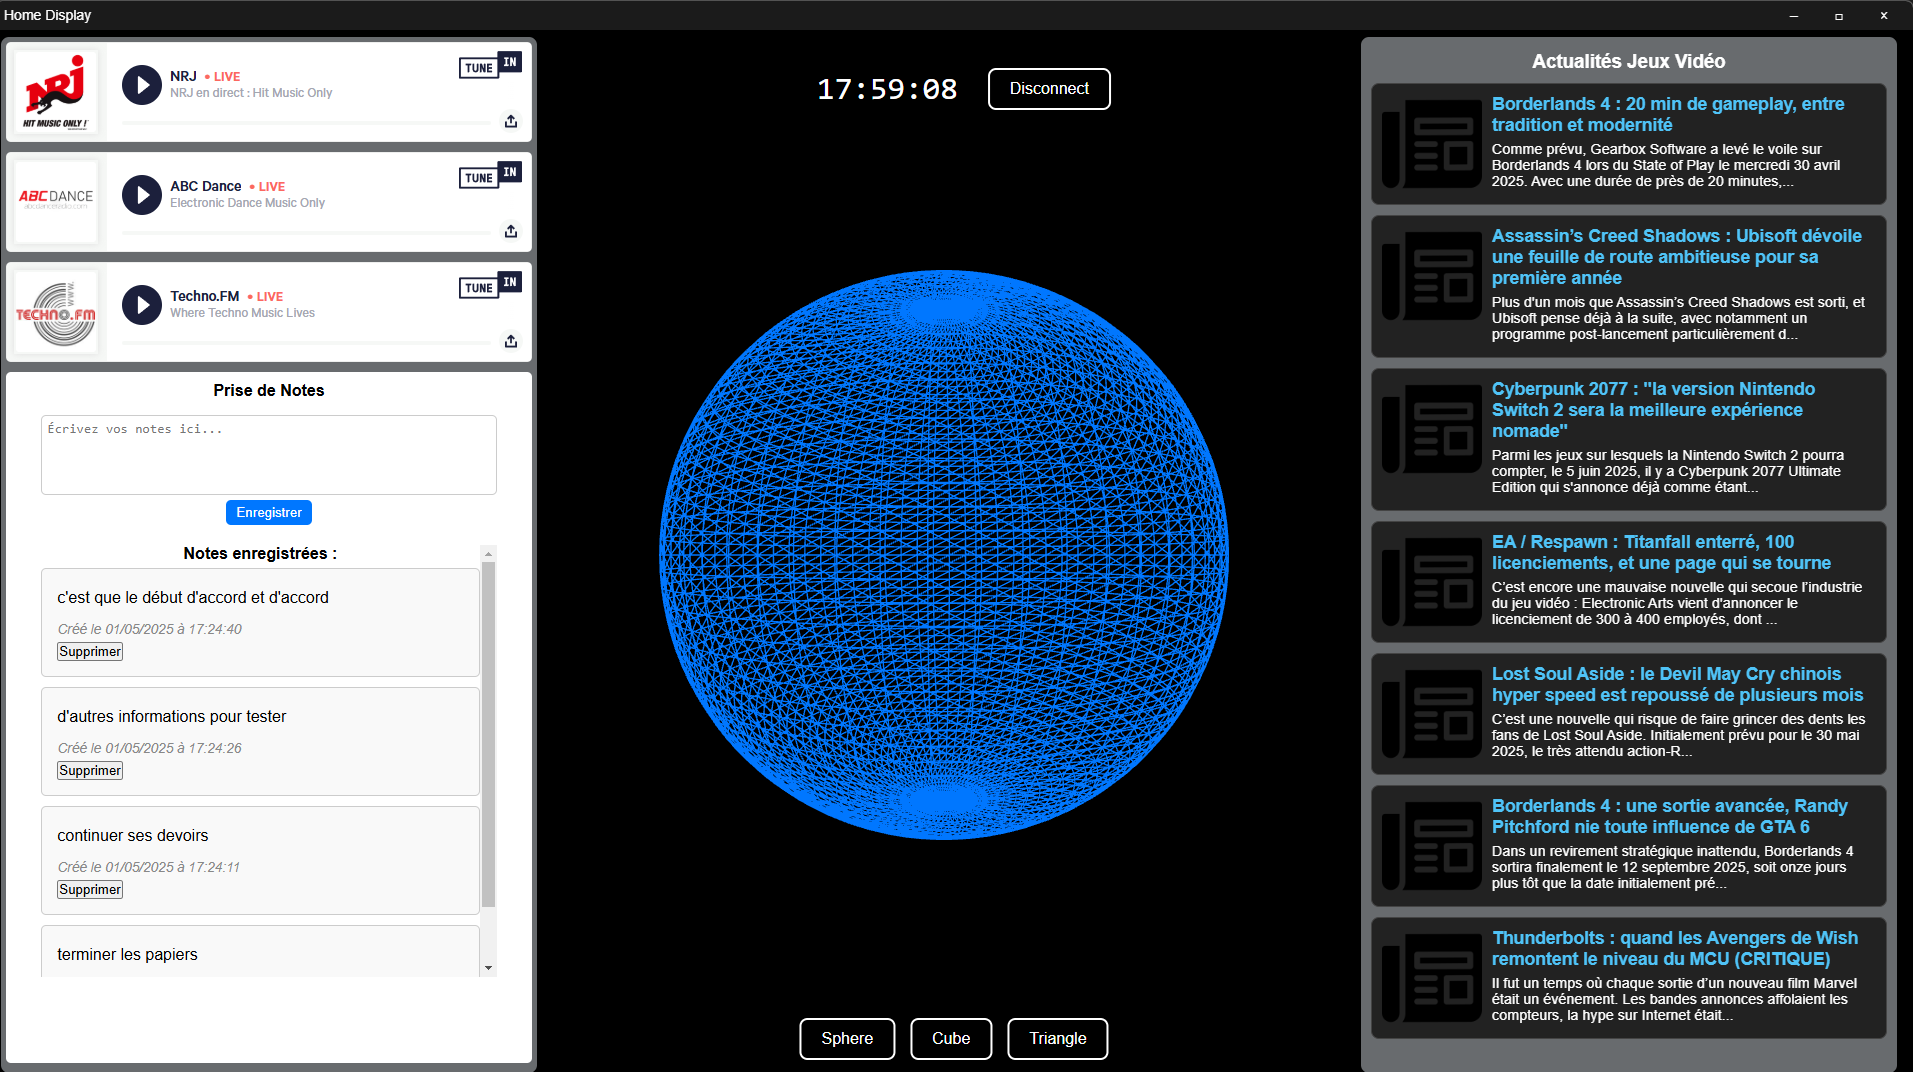 Home Display
NRJ
HIT MUSIC ONLY !
NRJ • LIVE
NRJ en direct : Hit Music Only
TUNE IN
ABC DANCE
ABC Dance • LIVE
Electronic Dance Music Only
TUNE IN
WWW.
TECHNO.FM
Techno.FM • LIVE
Where Techno Music Lives
TUNE IN
Prise de Notes
Écrivez vos notes ici...
Enregistrer
Notes enregistrées :
c'est que le début d'accord et d'accord
Créé le 01/05/2025 à 17:24:40
Supprimer
d'autres informations pour tester
Créé le 01/05/2025 à 17:24:26
Supprimer
continuer ses devoirs
Créé le 01/05/2025 à 17:24:11
Supprimer
terminer les papiers
17:59:08
Disconnect
Sphere
Cube
Triangle
Actualités Jeux Vidéo
Borderlands 4 : 20 min de gameplay, entre
tradition et modernité
Comme prévu, Gearbox Software a levé le voile sur
Borderlands 4 lors du State of Play le mercredi 30 avril
2025. Avec une durée de près de 20 minutes,...
Assassin’s Creed Shadows : Ubisoft dévoile
une feuille de route ambitieuse pour sa
première année
Plus d'un mois que Assassin’s Creed Shadows est sorti, et
Ubisoft pense déjà à la suite, avec notamment un
programme post-lancement particulièrement d...
Cyberpunk 2077 : "la version Nintendo
Switch 2 sera la meilleure expérience
nomade"
Parmi les jeux sur lesquels la Nintendo Switch 2 pourra
compter, le 5 juin 2025, il y a Cyberpunk 2077 Ultimate
Edition qui s'annonce déjà comme étant...
EA / Respawn : Titanfall enterré, 100
licenciements, et une page qui se tourne
C’est encore une mauvaise nouvelle qui secoue l’industrie
du jeu vidéo : Electronic Arts vient d'annoncer le
licenciement de 300 à 400 employés, dont ...
Lost Soul Aside : le Devil May Cry chinois
hyper speed est repoussé de plusieurs mois
C’est une nouvelle qui risque de faire grincer des dents les
fans de Lost Soul Aside. Initialement prévu pour le 30 mai
2025, le très attendu action-R...
Borderlands 4 : une sortie avancée, Randy
Pitchford nie toute influence de GTA 6
Dans un revirement stratégique inattendu, Borderlands 4
sortira finalement le 12 septembre 2025, soit onze jours
plus tôt que la date initialement pré...
Thunderbolts : quand les Avengers de Wish
remontent le niveau du MCU (CRITIQUE)
Il fut un temps où chaque sortie d’un nouveau film Marvel
était un événement. Les bandes annonces affolaient les
compteurs, la hype sur Internet était...